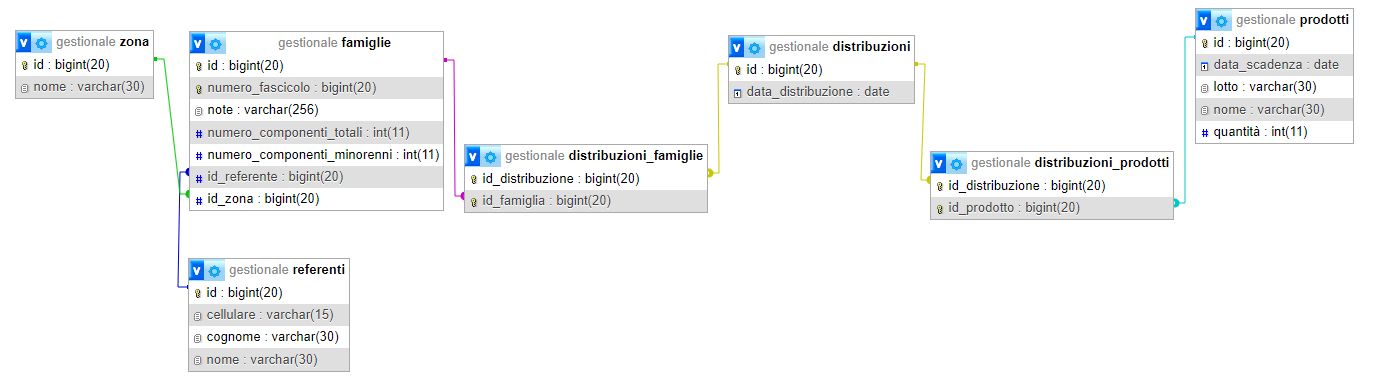 gestionale zona
id : bigint(20)
nome : varchar(30)
gestionale famiglie
id : bigint(20)
numero_fascicolo : bigint(20)
note : varchar(256)
numero_componenti_totali : int(11)
numero_componenti_minorenni : int(11)
id_referente : bigint(20)
id_zona : bigint(20)
gestionale referenti
id : bigint(20)
cellulare : varchar(15)
cognome : varchar(30)
nome : varchar(30)
gestionale distribuzioni_famiglie
id_distribuzione : bigint(20)
id_famiglia : bigint(20)
gestionale distribuzioni
id : bigint(20)
data_distribuzione : date
gestionale distribuzioni_prodotti
id_distribuzione : bigint(20)
id_prodotto : bigint(20)
gestionale prodotti
id : bigint(20)
data_scadenza : date
lotto : varchar(30)
nome : varchar(30)
quantità : int(11)